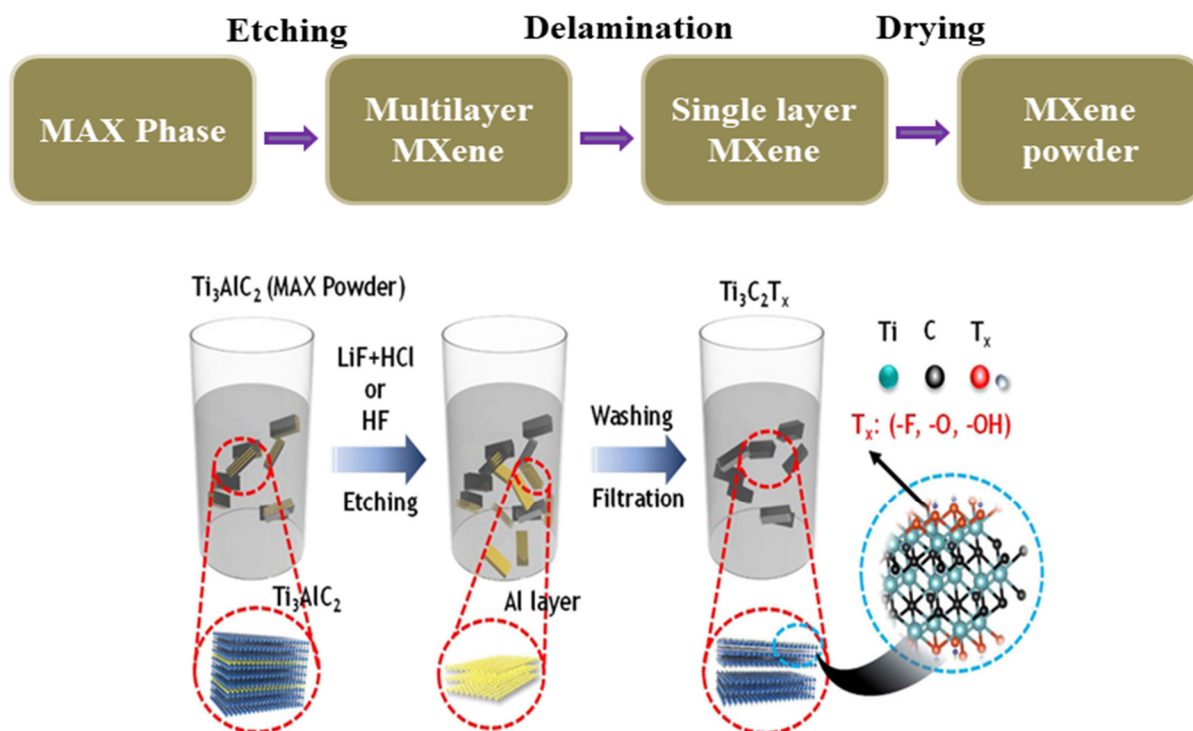 Etching
Delamination
Drying
MAX Phase
Multilayer
MXene
Single layer
MXene
MXene
powder
Ti₃AlC₂ (MAX Powder)
LiF+HCl
or
HF
Etching
Washing
Filtration
Ti₃C₂Tₓ
Ti C Tₓ
Tₓ: (-F, -O, -OH)
Ti₃AlC₂
Al layer